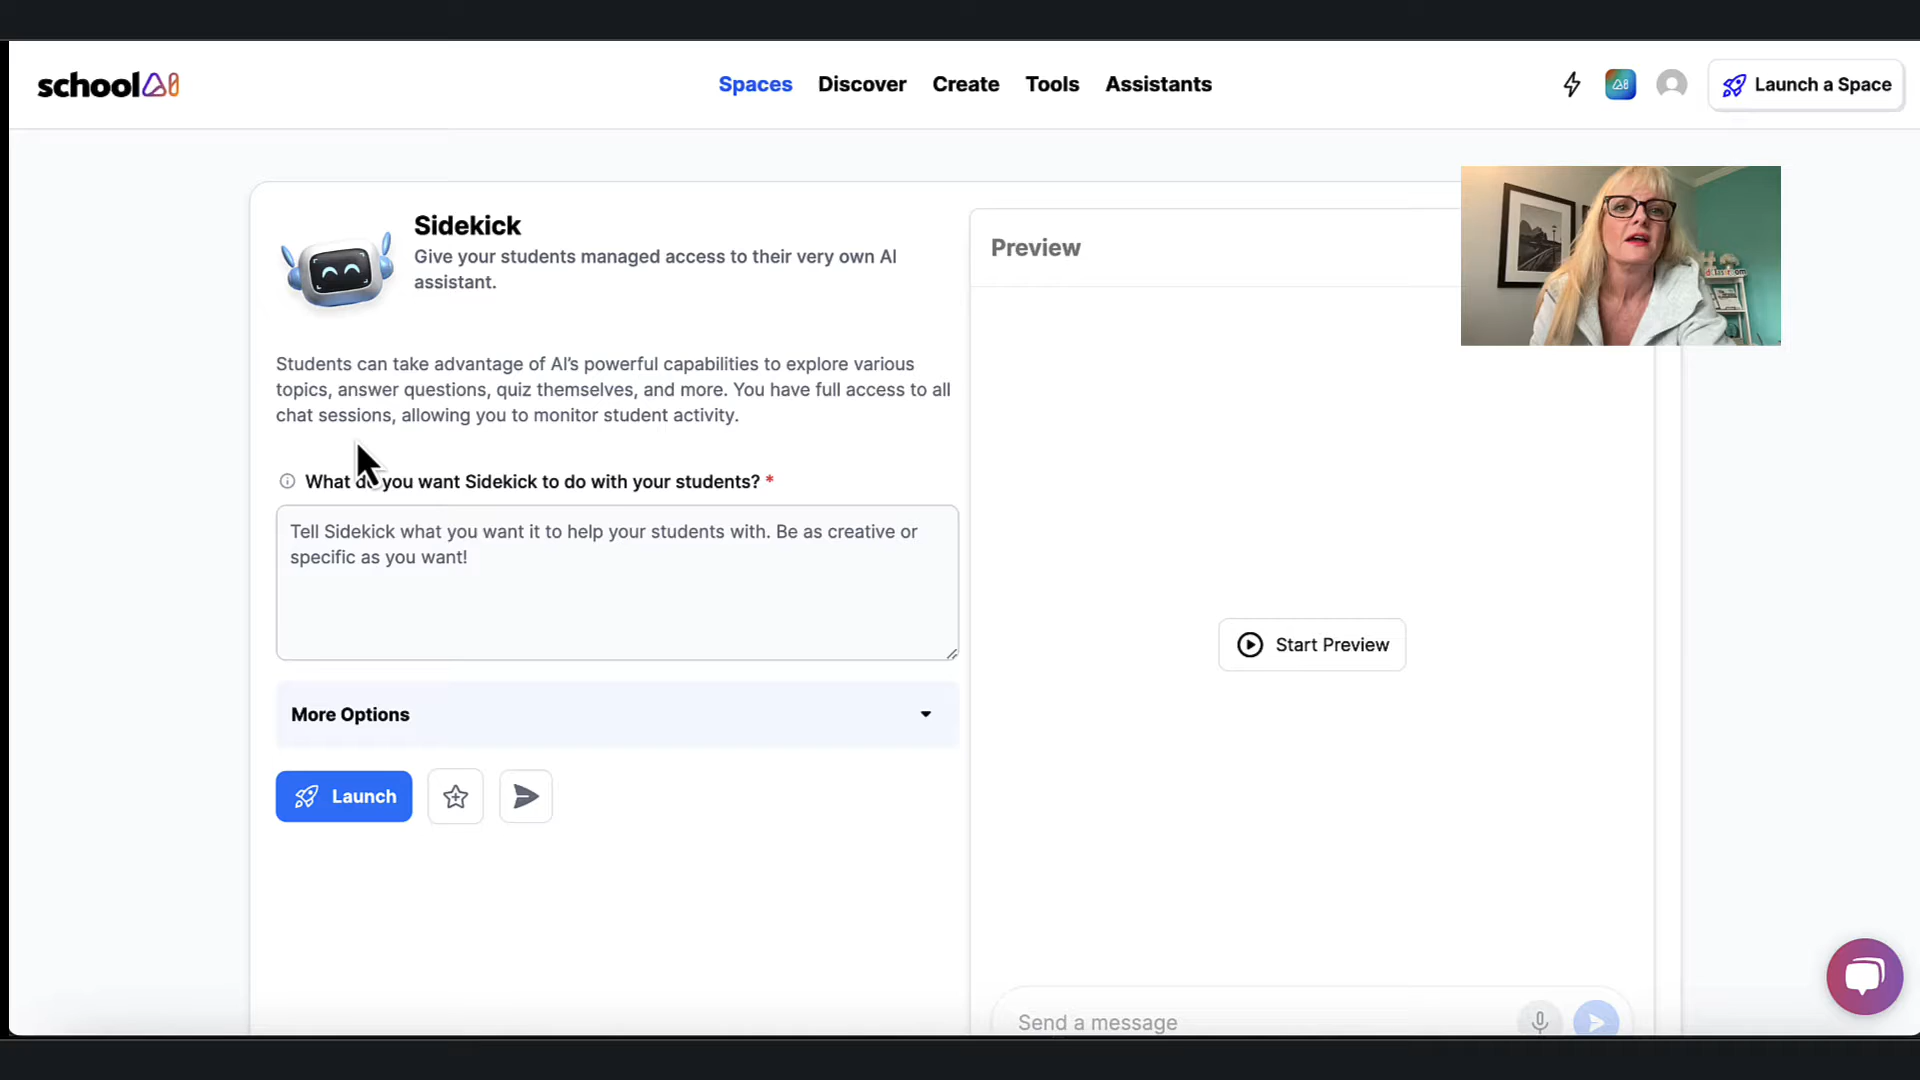 schoolAI
Spaces
Discover
Create
Tools
Assistants
Launch a Space
Sidekick
Give your students managed access to their very own AI
assistant.
Students can take advantage of AI’s powerful capabilities to explore various
topics, answer questions, quiz themselves, and more. You have full access to all
chat sessions, allowing you to monitor student activity.
What do you want Sidekick to do with your students? *
Tell Sidekick what you want it to help your students with. Be as creative or
specific as you want!
More Options
Launch
Preview
Start Preview
Send a message